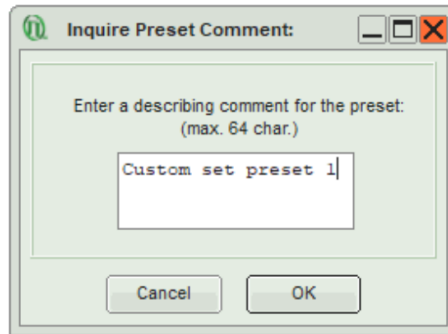 Inquire Preset Comment:
Enter a describing comment for the preset:
(max. 64 char.)
Custom set preset 1
Cancel
OK